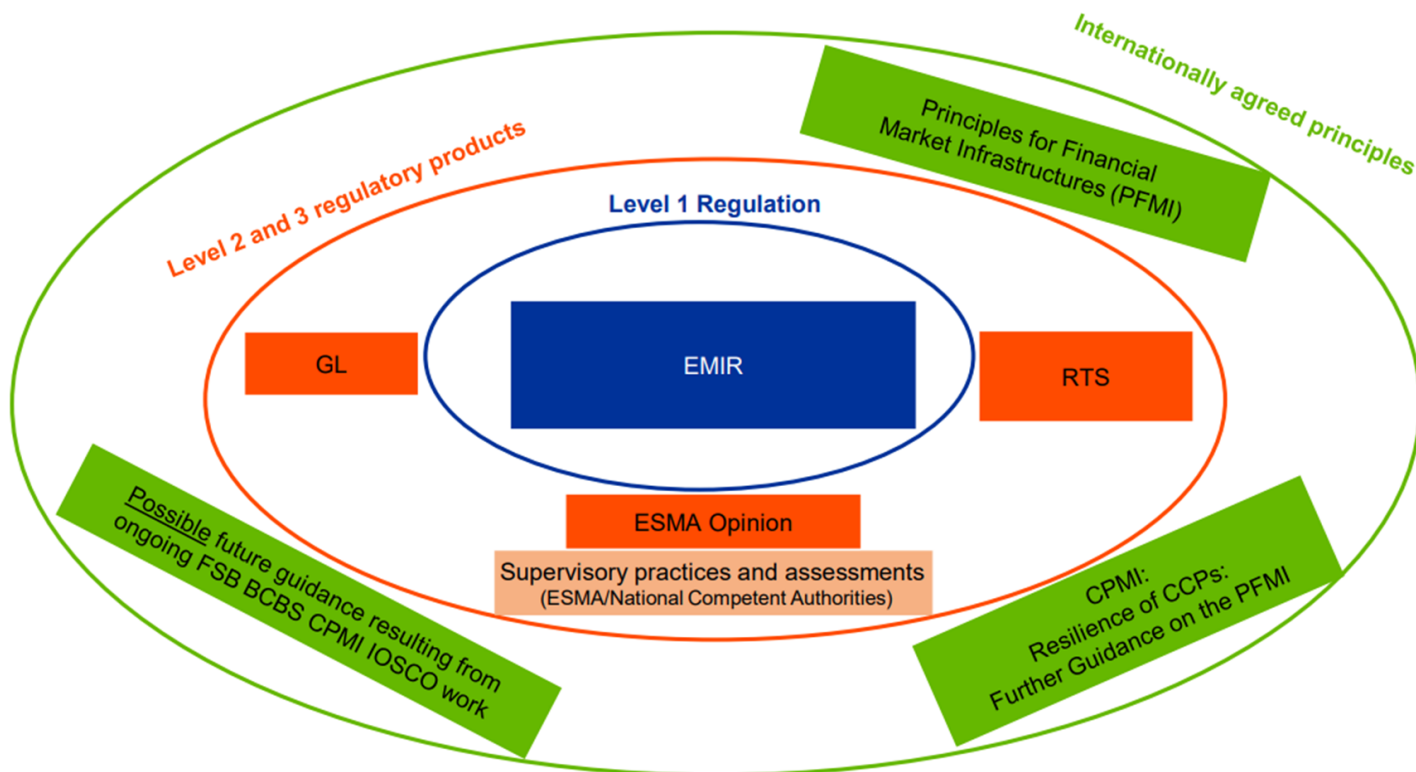 Internationally agreed principles
Principles for Financial
Market Infrastructures (PFMI)
Level 2 and 3 regulatory products
Level 1 Regulation
GL
EMIR
RTS
ESMA Opinion
Supervisory practices and assessments
(ESMA/National Competent Authorities)
Possible future guidance resulting from
ongoing FSB BCBS CPMI IOSCO work
CPMI:
Resilience of CCPs:
Further Guidance on the PFMI